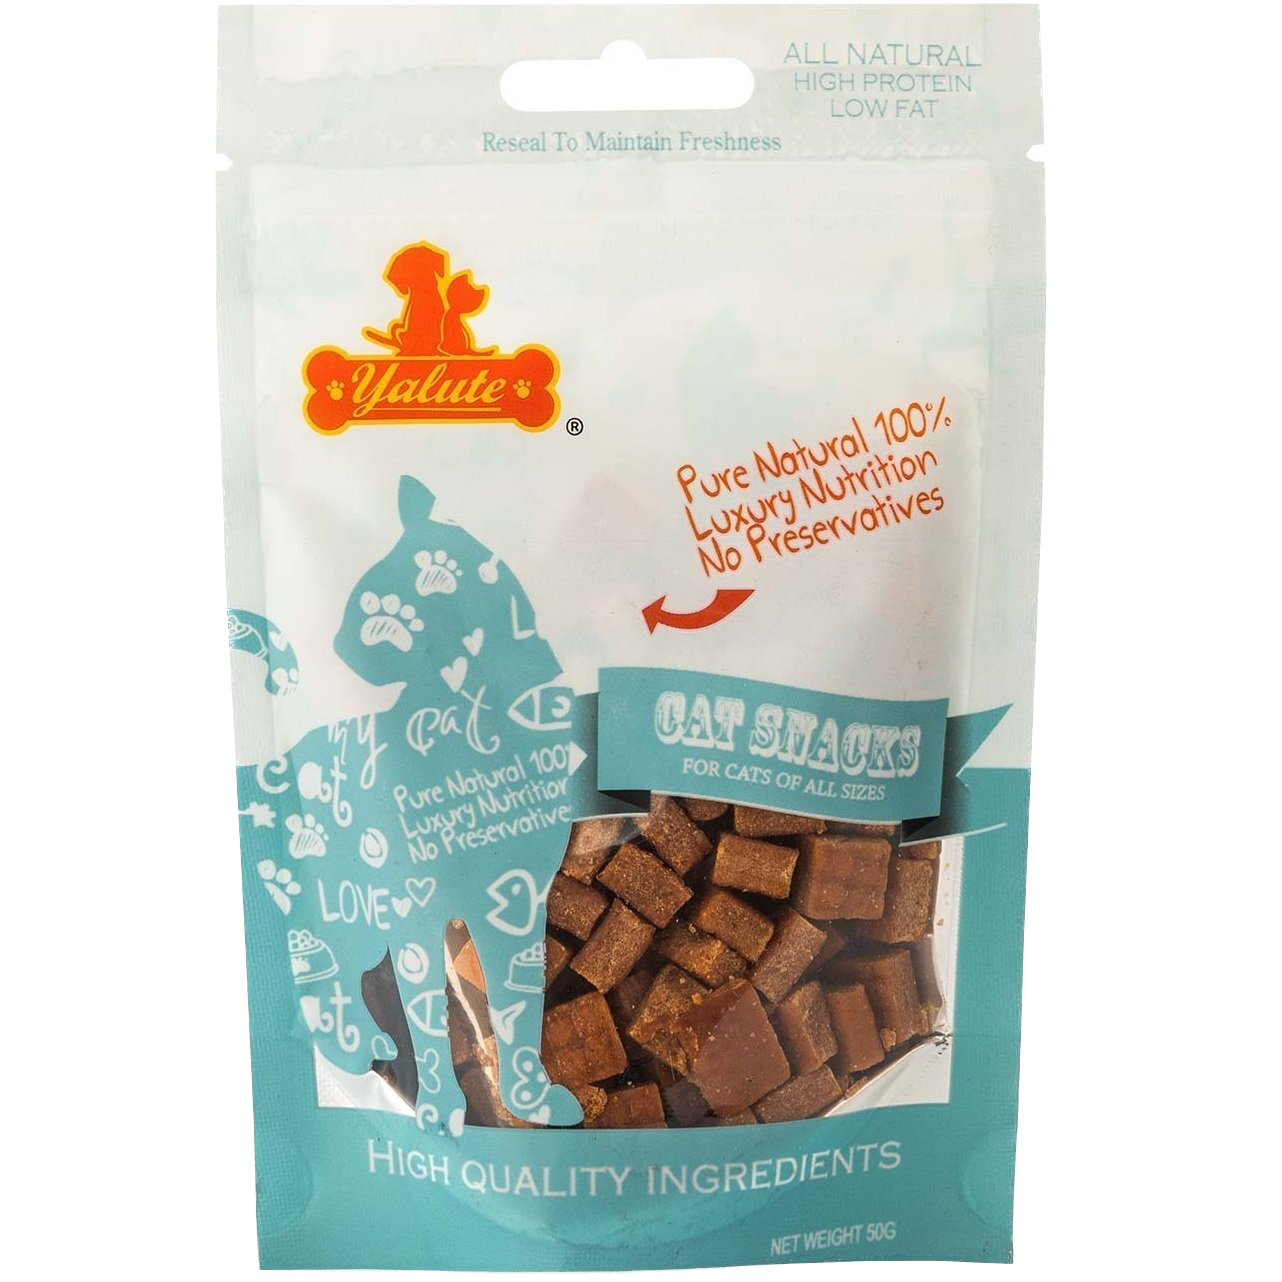 ALL NATURAL
HIGH PROTEIN
LOW FAT
Reseal To Maintain Freshness
Yalute
®
Pure Natural 100%
Luxury Nutrition
No Preservatives
L
my Cat
Pure Natural 100
Luxury Nutrition
No Preservative
CAT SNACKS
FOR CATS OF ALL SIZES
LOVE
HIGH QUALITY INGREDIENTS
NET WEIGHT 50G